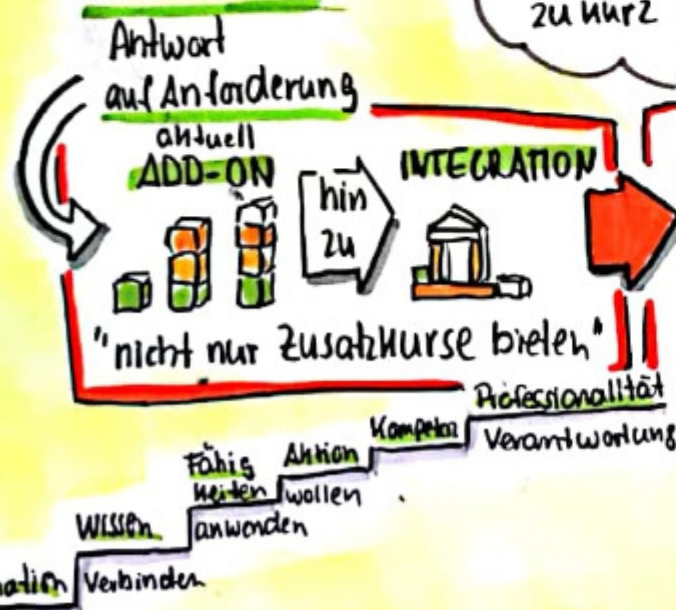 zu kurz
Antwort
auf Anforderung
aktuell
ADD-ON
hin
zu
INTEGRATION
"nicht nur Zusatzkurse bieten"
Professionalität
Verantwortung
Kompetenz
Aktion
wollen
Fähig
keiten
anwenden
Wissen
Verbinden
mation